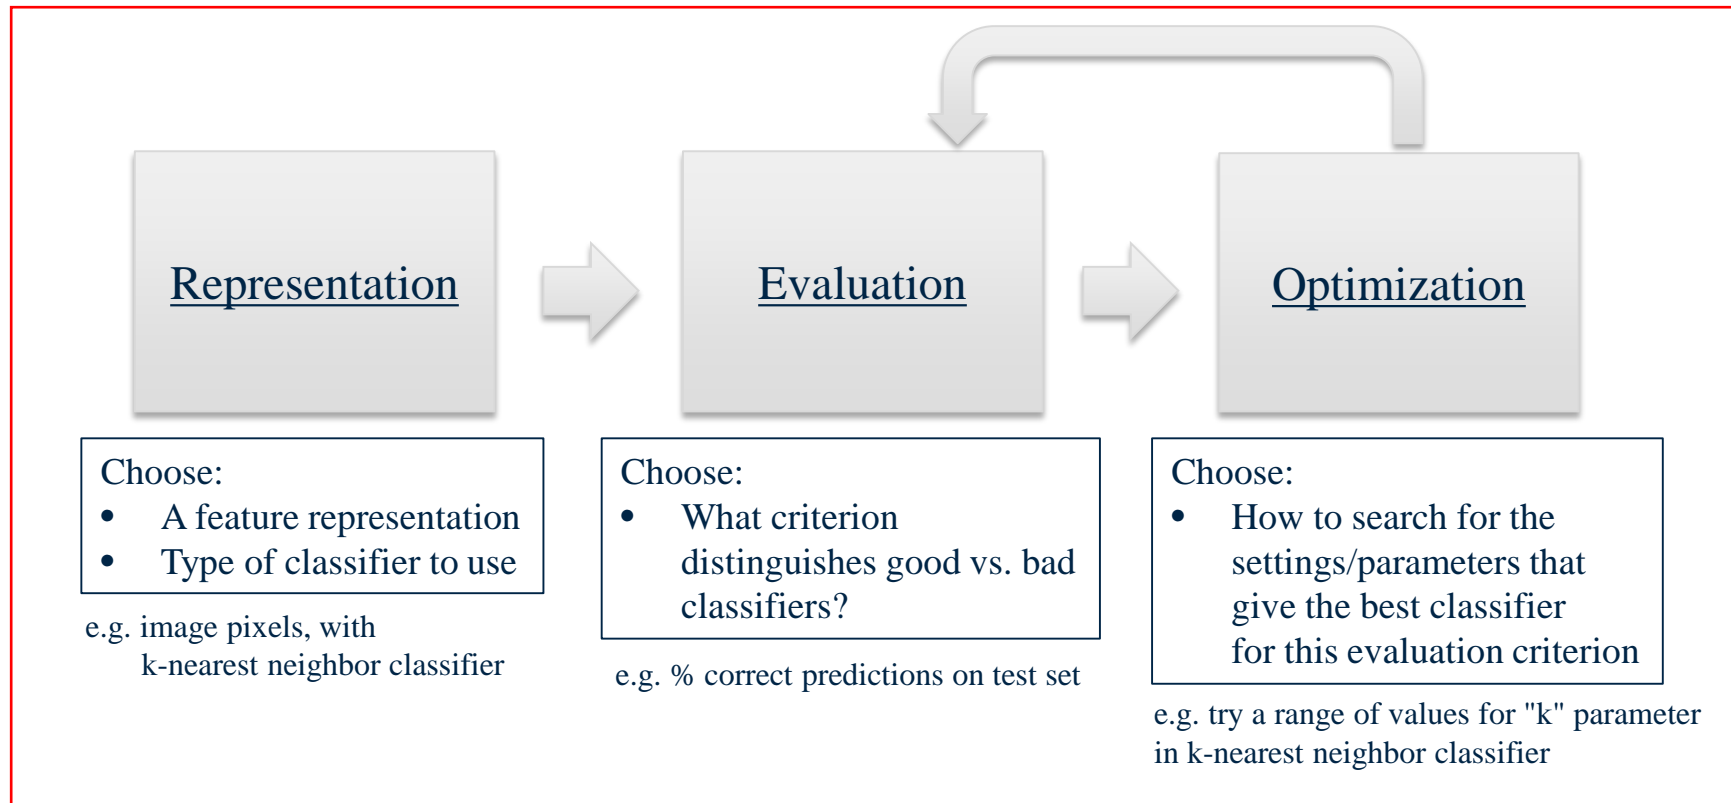 Representation
Evaluation
Optimization
Choose:
• A feature representation
• Type of classifier to use
e.g. image pixels, with
k-nearest neighbor classifier
Choose:
• What criterion
distinguishes good vs. bad
classifiers?
e.g. % correct predictions on test set
Choose:
• How to search for the
settings/parameters that
give the best classifier
for this evaluation criterion
e.g. try a range of values for "k" parameter
in k-nearest neighbor classifier